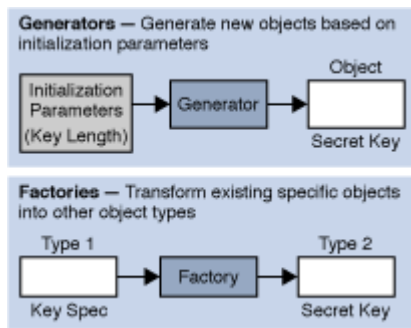 Generators — Generate new objects based on
initialization parameters
Initialization
Parameters
(Key Length)
Generator
Object
Secret Key
Factories — Transform existing specific objects
into other object types
Type 1
Key Spec
Factory
Type 2
Secret Key